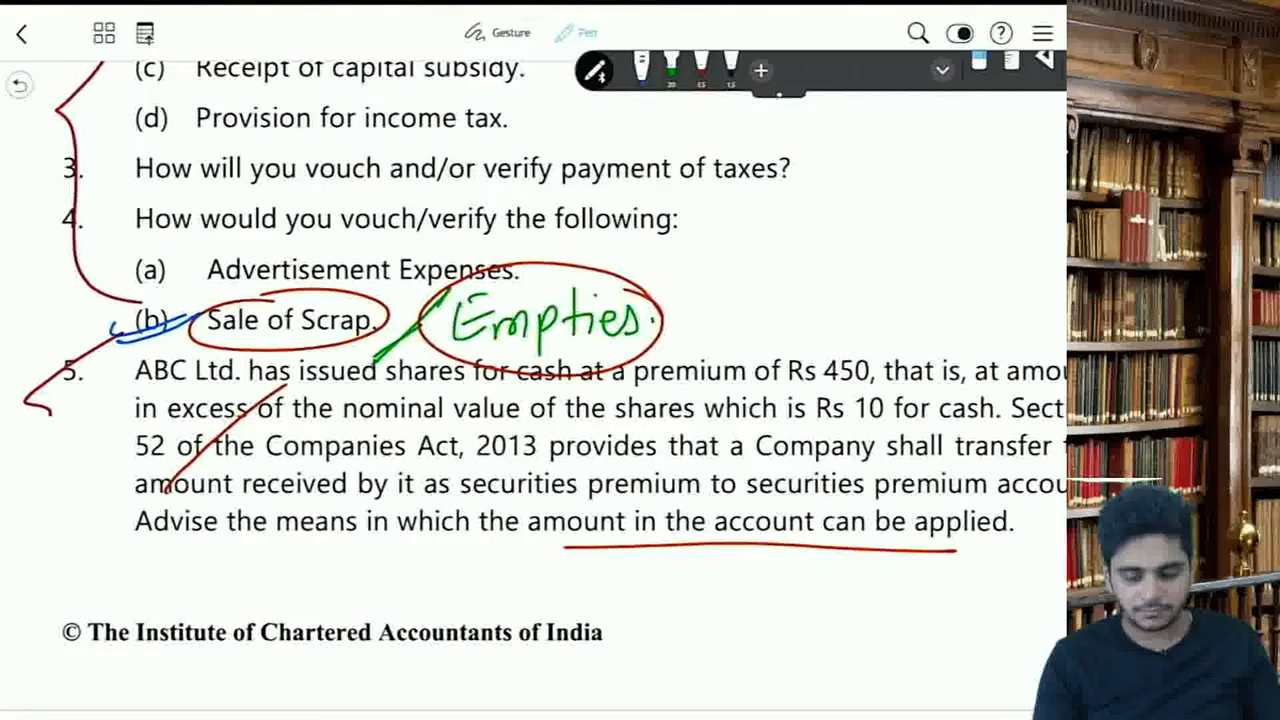 Gesture Pen
(c) Receipt of capital subsidy.
(d) Provision for income tax.
3. How will you vouch and/or verify payment of taxes?
4. How would you vouch/verify the following:
(a) Advertisement Expenses.
(b) Sale of Scrap. Empties.
5. ABC Ltd. has issued shares for cash at a premium of Rs 450, that is, at
in excess of the nominal value of the shares which is Rs 10 for cash.
52 of the Companies Act, 2013 provides that a Company shall transfer
amount received by it as securities premium to securities premium
Advise the means in which the amount in the account can be applied.
© The Institute of Chartered Accountants of India